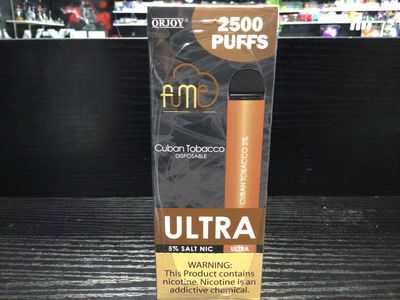 QRJOY®
2500
PUFFS
FUME
Cuban Tobacco
DISPOSABLE
CUBAN TOBACCO 5%
ULTRA
5% SALT NIC
ULTRA
WARNING:
This Product contains
nicotine. Nicotine is an
addictive chemical.